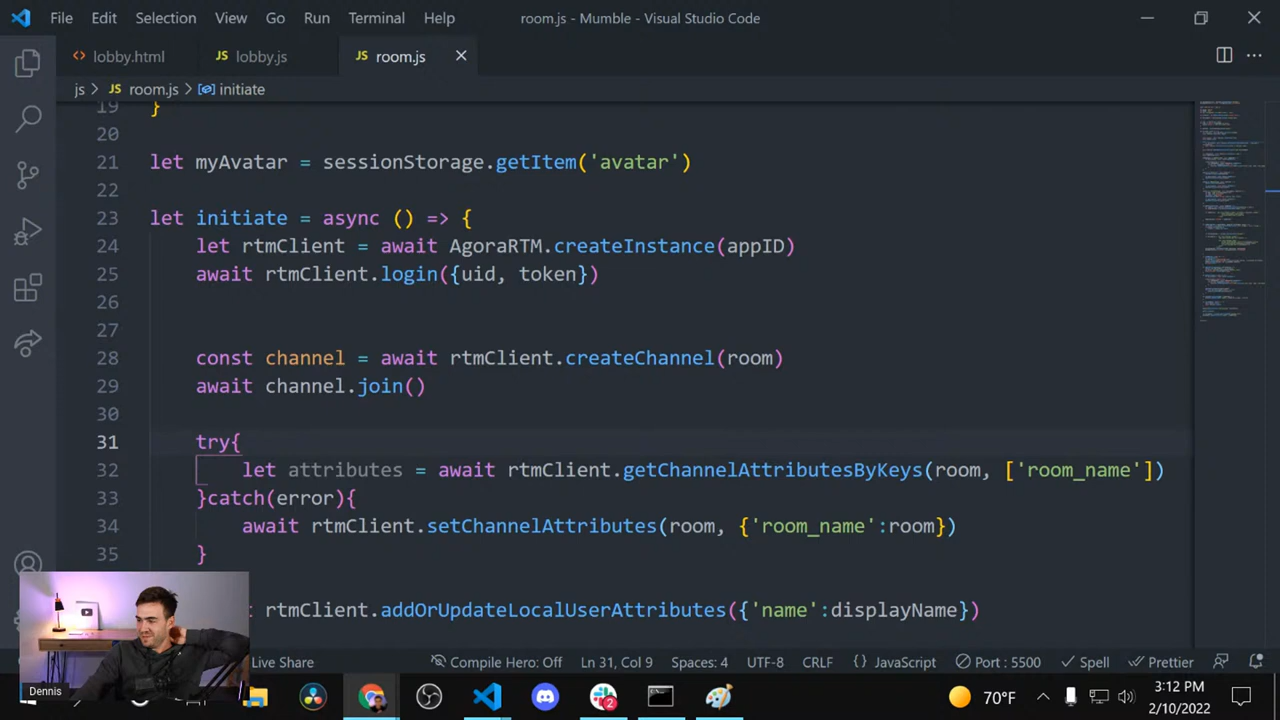 File Edit Selection View Go Run Terminal Help room.js - Mumble - Visual Studio Code
lobby.html JS lobby.js JS room.js
js JS room.js initiate
19 }
20
21 let myAvatar = sessionStorage.getItem('avatar')
22
23 let initiate = async () => {
24 let rtmClient = await AgoraRTM.createInstance(appID)
25 await rtmClient.login({uid, token})
26
27
28 const channel = await rtmClient.createChannel(room)
29 await channel.join()
30
31 try{
32 let attributes = await rtmClient.getChannelAttributesByKeys(room, ['room_name'])
33 }catch(error){
34 await rtmClient.setChannelAttributes(room, {'room_name':room})
35 }
rtmClient.addOrUpdateLocalUserAttributes({'name':displayName})
Live Share Compile Hero: Off Ln 31, Col 9 Spaces: 4 UTF-8 CRLF {} JavaScript Port : 5500 Spell Prettier
Dennis
2
70°F
3:12 PM
2/10/2022